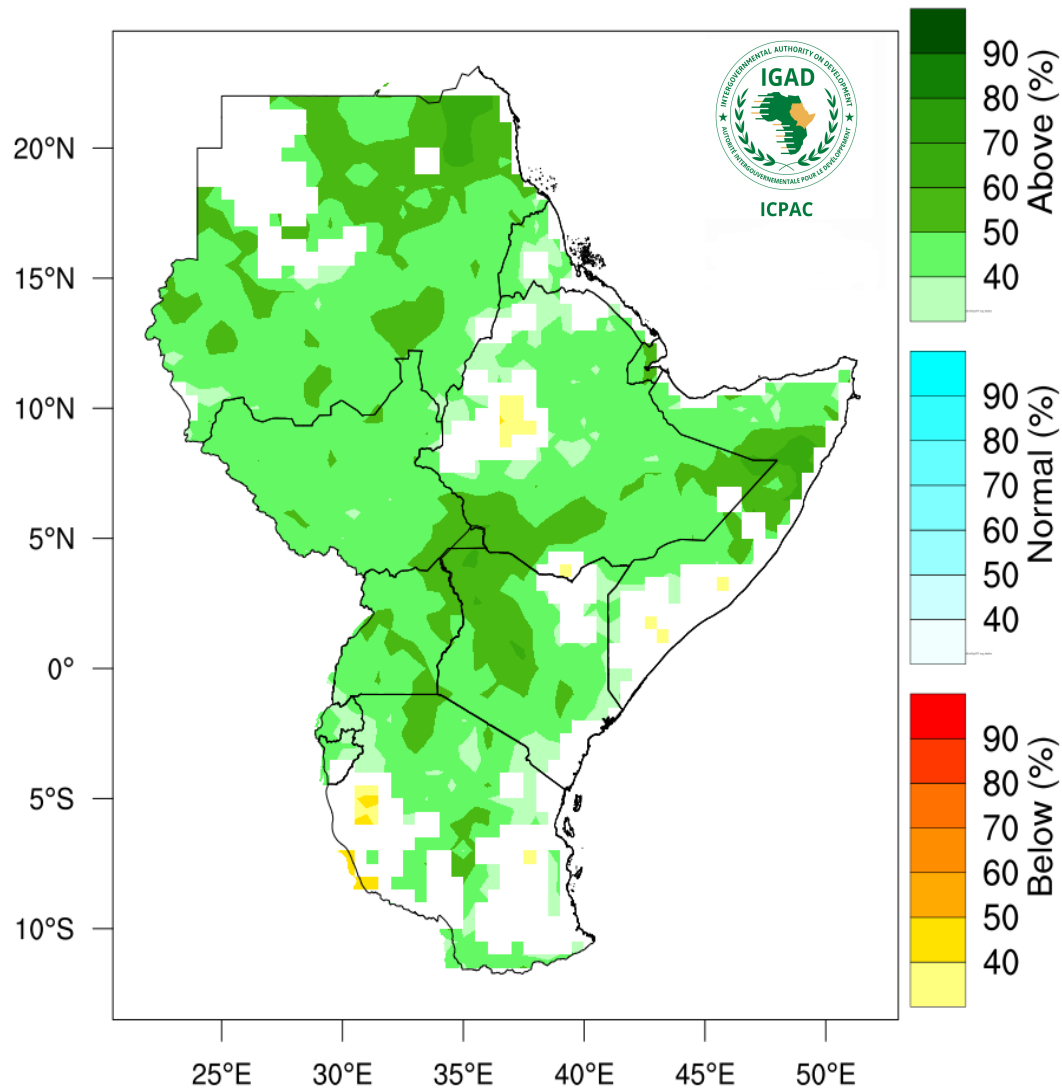 INTERGOVERNMENTAL AUTHORITY ON DEVELOPMENT
IGAD
AUTORITÉ INTERGOUVERNEMENTALE POUR LE DÉVELOPPEMENT
ICPAC
20°N
15°N
10°N
5°N
0°
5°S
10°S
25°E
30°E
35°E
40°E
45°E
50°E
90
80
70
60
50
40
Above (%)
90
80
70
60
50
40
Normal (%)
90
80
70
60
50
40
Below (%)